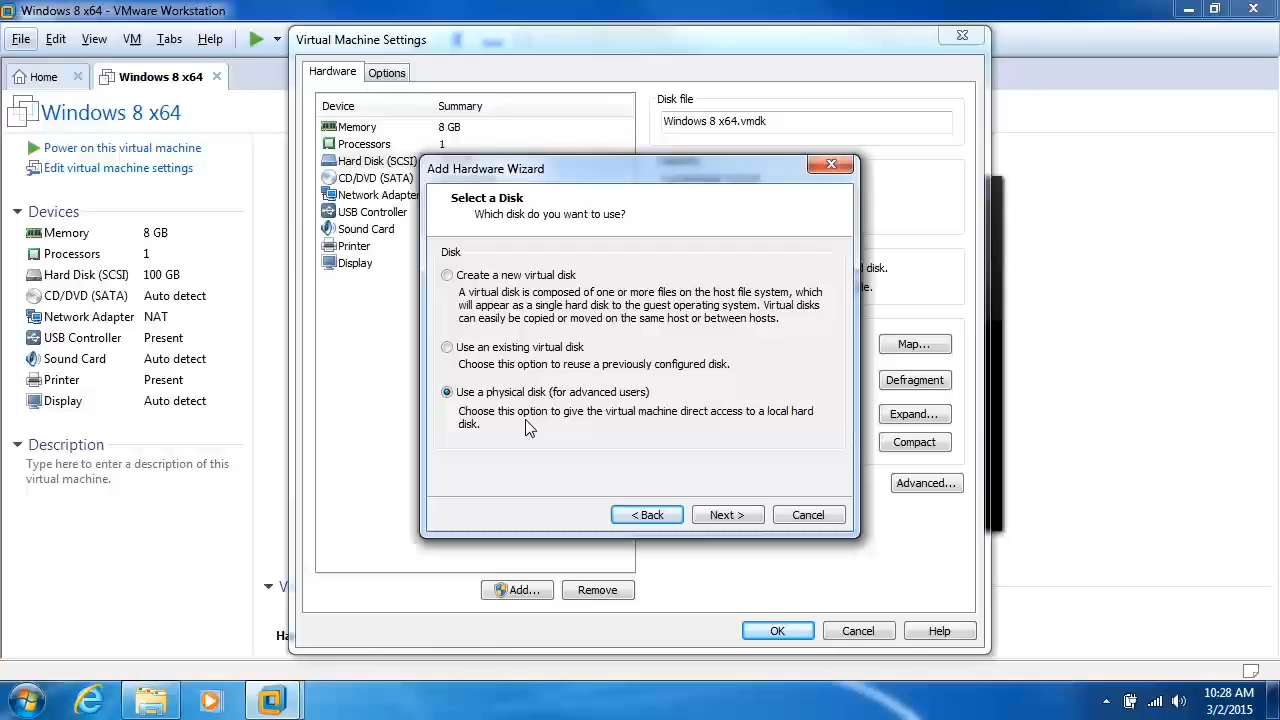 Windows 8 x64 - VMware Workstation
File Edit View VM Tabs Help
Home
Windows 8 x64
Windows 8 x64
Power on this virtual machine
Edit virtual machine settings
Devices
Memory 8 GB
Processors 1
Hard Disk (SCSI) 100 GB
CD/DVD (SATA) Auto detect
Network Adapter NAT
USB Controller Present
Sound Card Auto detect
Printer Present
Display Auto detect
Description
Type here to enter a description of this
virtual machine.
Virtual Machine Settings
Hardware Options
Device Summary
Memory 8 GB
Processors 1
Hard Disk (SCSI)
CD/DVD (SATA)
Network Adapter
USB Controller
Sound Card
Printer
Display
Add... Remove
Disk file
Windows 8 x64.vmdk
disk.
Map...
Defragment
Expand...
Compact
Advanced...
OK Cancel Help
Add Hardware Wizard
Select a Disk
Which disk do you want to use?
Disk
Create a new virtual disk
A virtual disk is composed of one or more files on the host file system, which
will appear as a single hard disk to the guest operating system. Virtual disks
can easily be copied or moved on the same host or between hosts.
Use an existing virtual disk
Choose this option to reuse a previously configured disk.
Use a physical disk (for advanced users)
Choose this option to give the virtual machine direct access to a local hard
disk.
< Back Next > Cancel
10:28 AM
3/2/2015